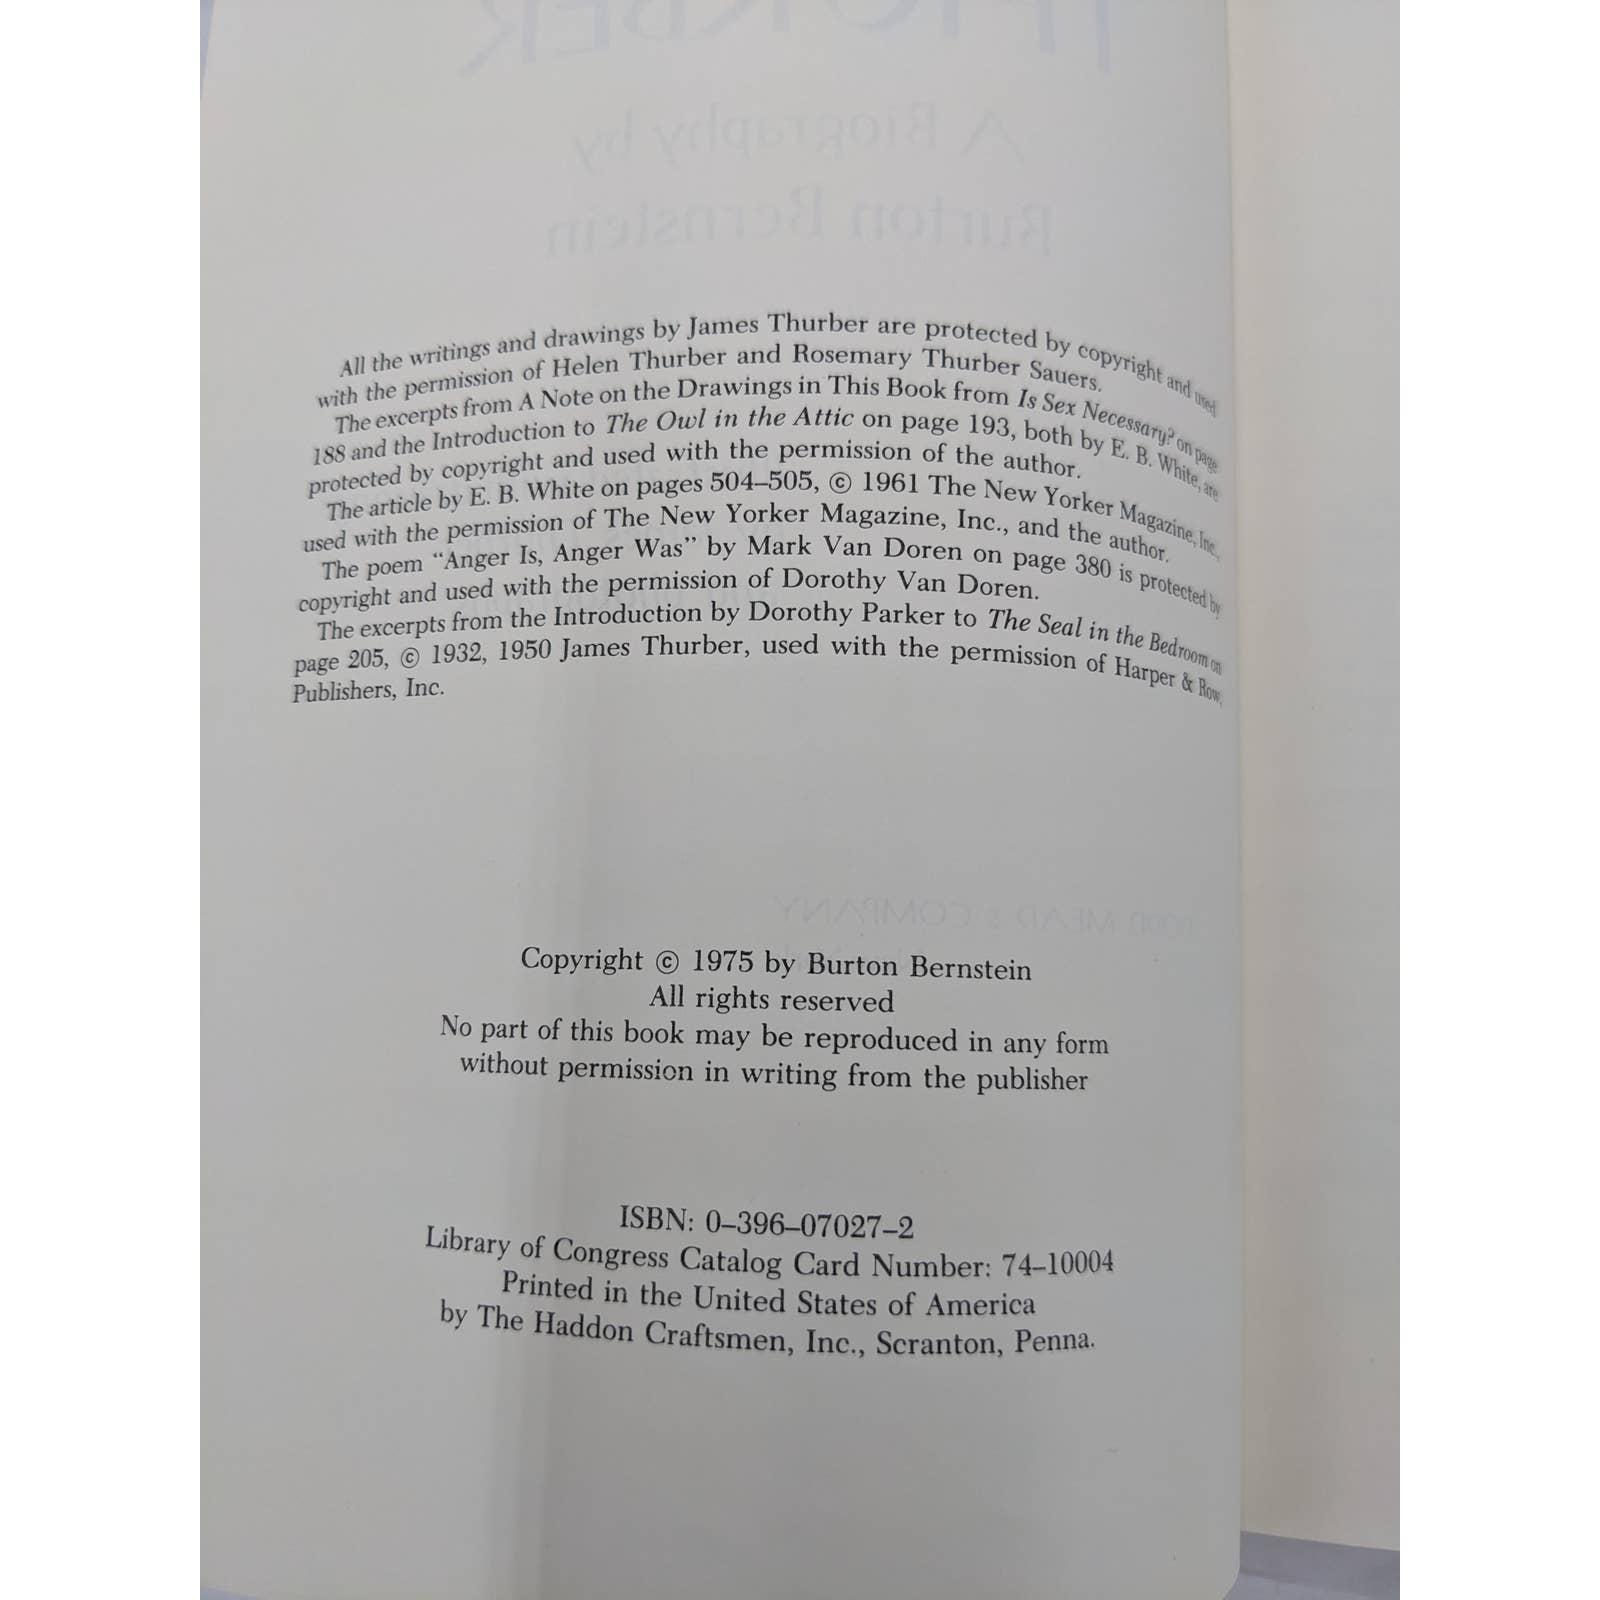 All the writings and drawings by James Thurber are protected by copyright and used
with the permission of Helen Thurber and Rosemary Thurber Sauers.
The excerpts from A Note on the Drawings in This Book from Is Sex Necessary? on page
188 and the Introduction to The Owl in the Attic on page 193, both by E. B. White, are
protected by copyright and used with the permission of the author.
The article by E. B. White on pages 504–505, © 1961 The New Yorker Magazine, Inc.,
used with the permission of The New Yorker Magazine, Inc., and the author.
The poem “Anger Is, Anger Was” by Mark Van Doren on page 380 is protected by
copyright and used with the permission of Dorothy Van Doren.
The excerpts from the Introduction by Dorothy Parker to The Seal in the Bedroom on
page 205, © 1932, 1950 James Thurber, used with the permission of Harper & Row,
Publishers, Inc.
Copyright © 1975 by Burton Bernstein
All rights reserved
No part of this book may be reproduced in any form
without permission in writing from the publisher
ISBN: 0–396–07027–2
Library of Congress Catalog Card Number: 74–10004
Printed in the United States of America
by The Haddon Craftsmen, Inc., Scranton, Penna.